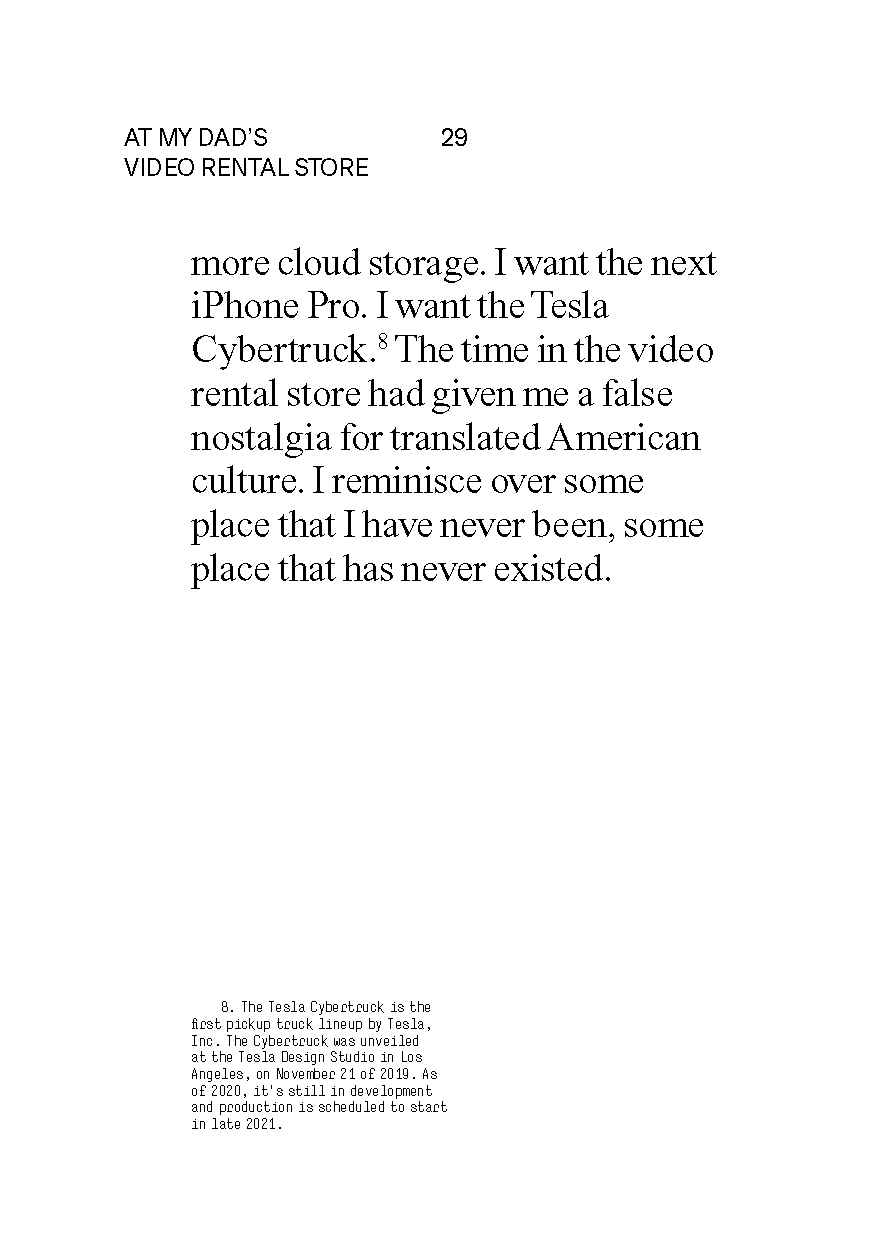 AT MY DAD'S
VIDEO RENTAL STORE
29
more cloud storage. I want the next
iPhone Pro. I want the Tesla
Cybertruck.⁸ The time in the video
rental store had given me a false
nostalgia for translated American
culture. I reminisce over some
place that I have never been, some
place that has never existed.
8. The Tesla Cybertruck is the
first pickup truck lineup by Tesla,
Inc. The Cybertruck was unveiled
at the Tesla Design Studio in Los
Angeles, on November 21 of 2019. As
of 2020, it's still in development
and production is scheduled to start
in late 2021.